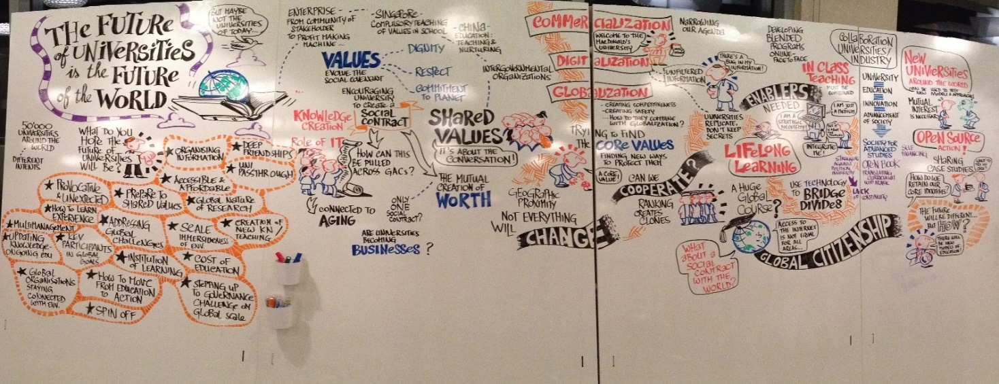 THE FUTURE
of UNIVERSITIES
is the FUTURE
of the WORLD
BUT MAYBE
NOT THE
UNIVERSITIES
OF TODAY...
50'000
UNIVERSITIES
AROUND THE
WORLD
DIFFERENT
INTENTS
WHAT DO YOU
HOPE THE
FUTURE OF
UNIVERSITIES
WILL BE?
ORGANISING
INFORMATION
DEEP
FRIENDSHIPS
UNI
PASSTHROUGH
ACCESSIBLE &
AFFORDABLE
PROVOCATIVE
& UNEXPECTED
PREPARE TO
SHARED VALUES
GLOBAL NATURE
OF RESEARCH
HOW TO LEARN
EXPERIENCE
MULTIMANAGEMENT
ADDRESSING
GLOBAL
CHALLENGES
SCALE
IMMERSIDENESS
OF ENV
CREATION OF
NEW KN/
TEACHING
UPDATING
KNOWLEDGE-
ONGOING EDU
KEY
PARTICIPANTS
IN GLOBAL
GOALS
INSTITUTION
OF LEARNING
COST OF
EDUCATION
GLOBAL
ORGANISATIONS
STAYING
CONNECTED
WITH ENV.
HOW TO MOVE
FROM EDUCATION
TO ACTION
STEPPING UP
TO GOVERNANCE
CHALLENGE ON
GLOBAL SCALE
SPIN OFF
ENTERPRISE-
FROM COMMUNITY OF
STAKEHOLDER
TO PROFIT MAKING
MACHINE...
-SINGAPORE-
COMPULSORY TEACHING
OF VALUES IN SCHOOL
-CHINA-
EDUCATION:
TEACHING &
NURTURING
VALUES
EVOLVE THE
SOCIAL COVENANT
DIGNITY
RESPECT
COMMITMENT
TO PLANET
INTERGOVERNMENTAL
ORGANIZATIONS
ENCOURAGING
UNIVERSITY
TO CREATE A
SOCIAL
CONTRACT
KNOWLEDGE
CREATION
ROLE OF IT
HOW CAN THIS
BE PULLED
ACROSS GACs?
CONNECTED TO
AGING
ONLY
ONE
SOCIAL
CONTRACT?
ARE UNIVERSITIES
BECOMING
BUSINESSES?
SHARED
VALUES?
IT'S ABOUT THE
CONVERSATION!
THE MUTUAL
CREATION OF
WORTH
GEOGRAPHIC
PROXIMITY
NOT EVERYTHING
WILL
CHANGE
COMMERCIALIZATION
DIGITALIZATION
GLOBALIZATION
WELCOME TO THE
MACDONALD'S
UNIVERSITY
NARROWING
OUR AGENDA
UNFILTERED
INFORMATION
THERE'S A
BUG IN MY
INFORMATION!
- CREATING COMPETITIVENESS
- CREATING SAFETY
...HOW DO THEY COMBINE
WITH GLOBALIZATION?
UNIVERSITIES
REPLICATE,
DON'T KEEP
SECRETS
TRYING TO FIND
THE CORE VALUES
FINDING NEW WAYS
TO PROTECT THEM
A CORE
VALUE!
CAN WE
COOPERATE?
RANKING
CREATES
CLONES
DEVELOPING
BLENDED
PROGRAMS
ONLINE-
FACE TO FACE
IN CLASS
TEACHING
MUST BE
COMBINED
ENABLERS
NEEDED
I AM A
STRATEGIC
NECESSITY!
I AM JUST
A MEDIUM!
INTEGRATE
ME!
LIFELONG
LEARNING
A HUGE
GLOBAL
COURSE?
USE TECHNOLOGY
TO BRIDGE
DIVIDES
ACCESS TO
THE INTERNET
IS NOT EQUAL
FOR ALL
AREAS...
GLOBAL CITIZENSHIP
WHAT
ABOUT A
SOCIAL
CONTRACT
WITH THE
WORLD?
COLLABORATION
UNIVERSITIES/
INDUSTRY
UNIVERSITY
EDUCATION
INNOVATION
ADVANCEMENT
OF SOCIETY
SOCIETY FOR
ADVANCED
STUDIES
OPEN BOOK
TRANSLATING
CURRICULUM
INTO ARABIC
STRUGGLING
AGAINST
POLITICAL
INSTABILITY
LACK
OF CONTINUITY
SELF
FINANCING
NEW
UNIVERSITIES
AROUND THE WORLD
CAN BE USED TO TEST
NEW MODELS & APPROACHES
MUTUAL
INTEREST
IS NECESSARY
OPEN SOURCE
ACTION!
SHARING
CASE STUDIES
WANT TO
TRY MY
ONE?
HOW DO WE
RETAIN OUR
CORE IDENTITIES?
THE FUTURE
WILL BE DIFFERENT...
BUT HOW?
THERE WILL
BE NEW
MODELS OF
EDUCATION!